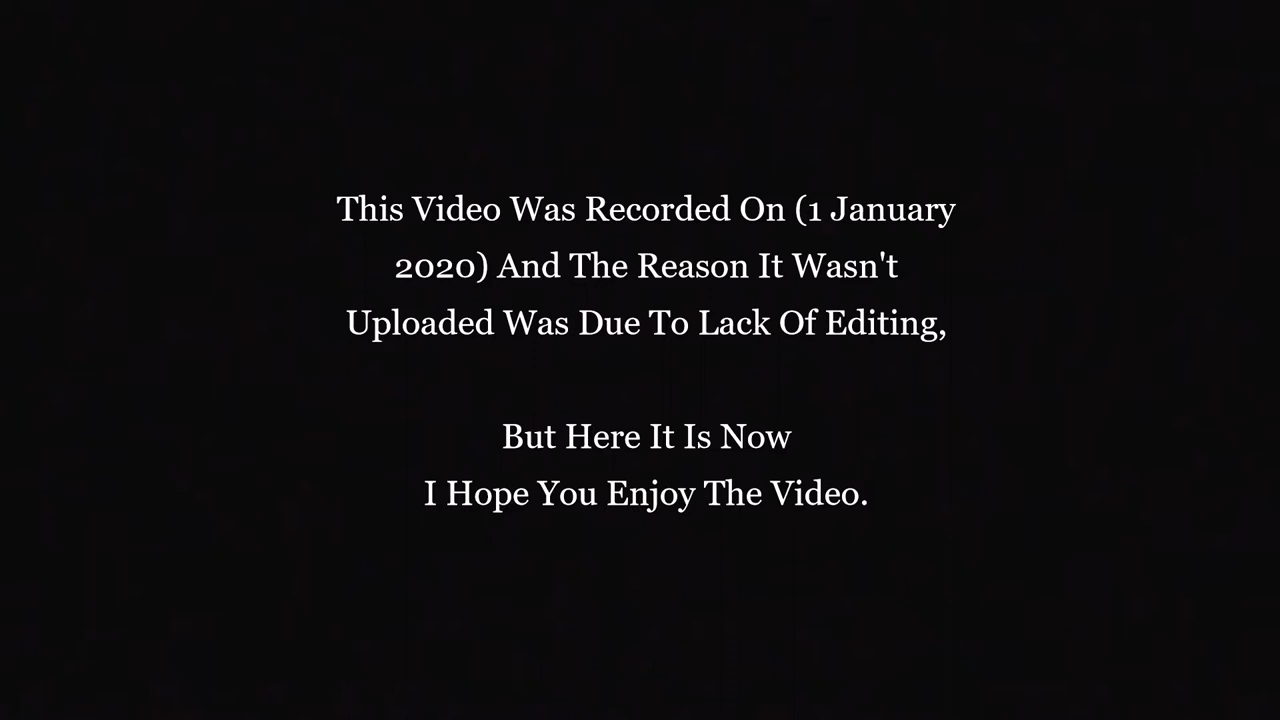 This Video Was Recorded On (1 January
2020) And The Reason It Wasn't
Uploaded Was Due To Lack Of Editing,
But Here It Is Now
I Hope You Enjoy The Video.